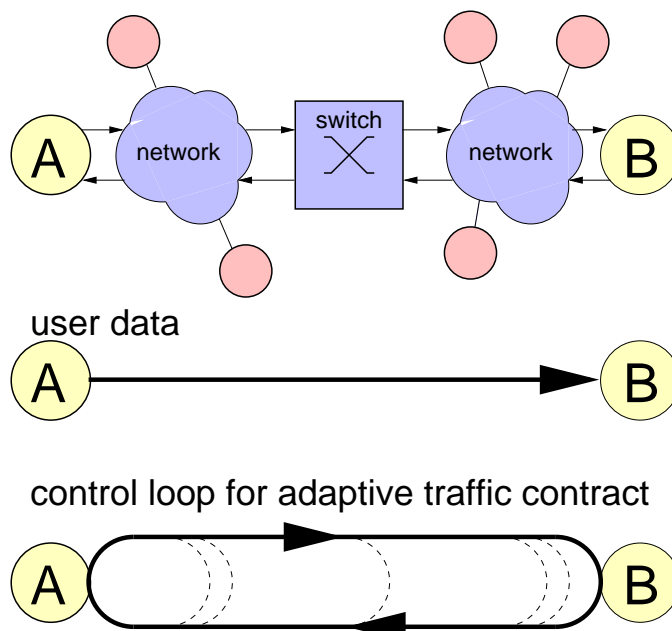 switch
A
network
network
B
user data
A
B
control loop for adaptive traffic contract
A
B